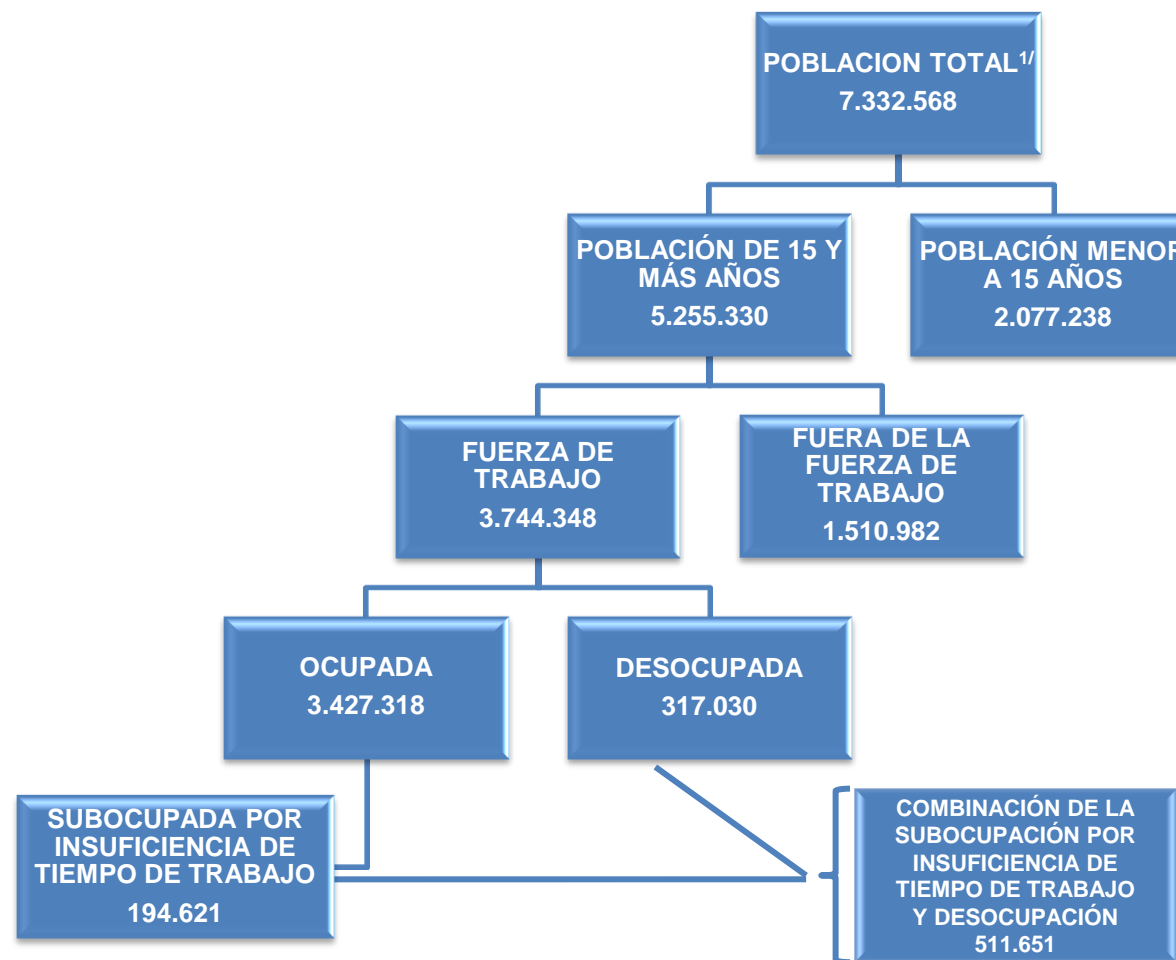 POBLACION TOTAL1/
7.332.568
POBLACIÓN DE 15 Y
MÁS AÑOS
5.255.330
POBLACIÓN MENOR
A 15 AÑOS
2.077.238
FUERZA DE
TRABAJO
3.744.348
FUERA DE LA
FUERZA DE
TRABAJO
1.510.982
OCUPADA
3.427.318
DESOCUPADA
317.030
SUBOCUPADA POR
INSUFICIENCIA DE
TIEMPO DE TRABAJO
194.621
COMBINACIÓN DE LA
SUBOCUPACIÓN POR
INSUFICIENCIA DE
TIEMPO DE TRABAJO
Y DESOCUPACIÓN
511.651